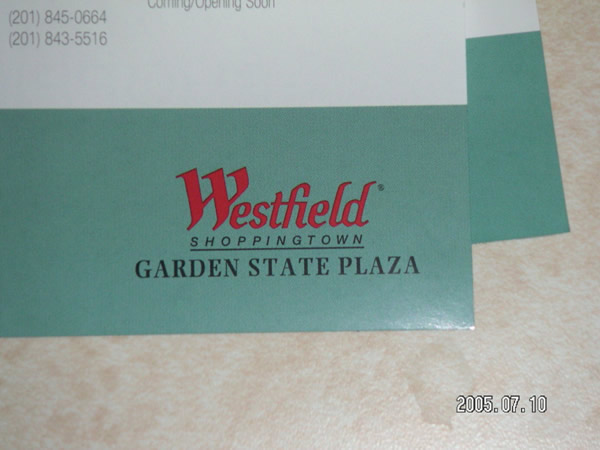 Coming/Opening Soon
(201) 845-0664
(201) 843-5516
Westfield®
SHOPPINGTOWN
GARDEN STATE PLAZA
2005.07.10